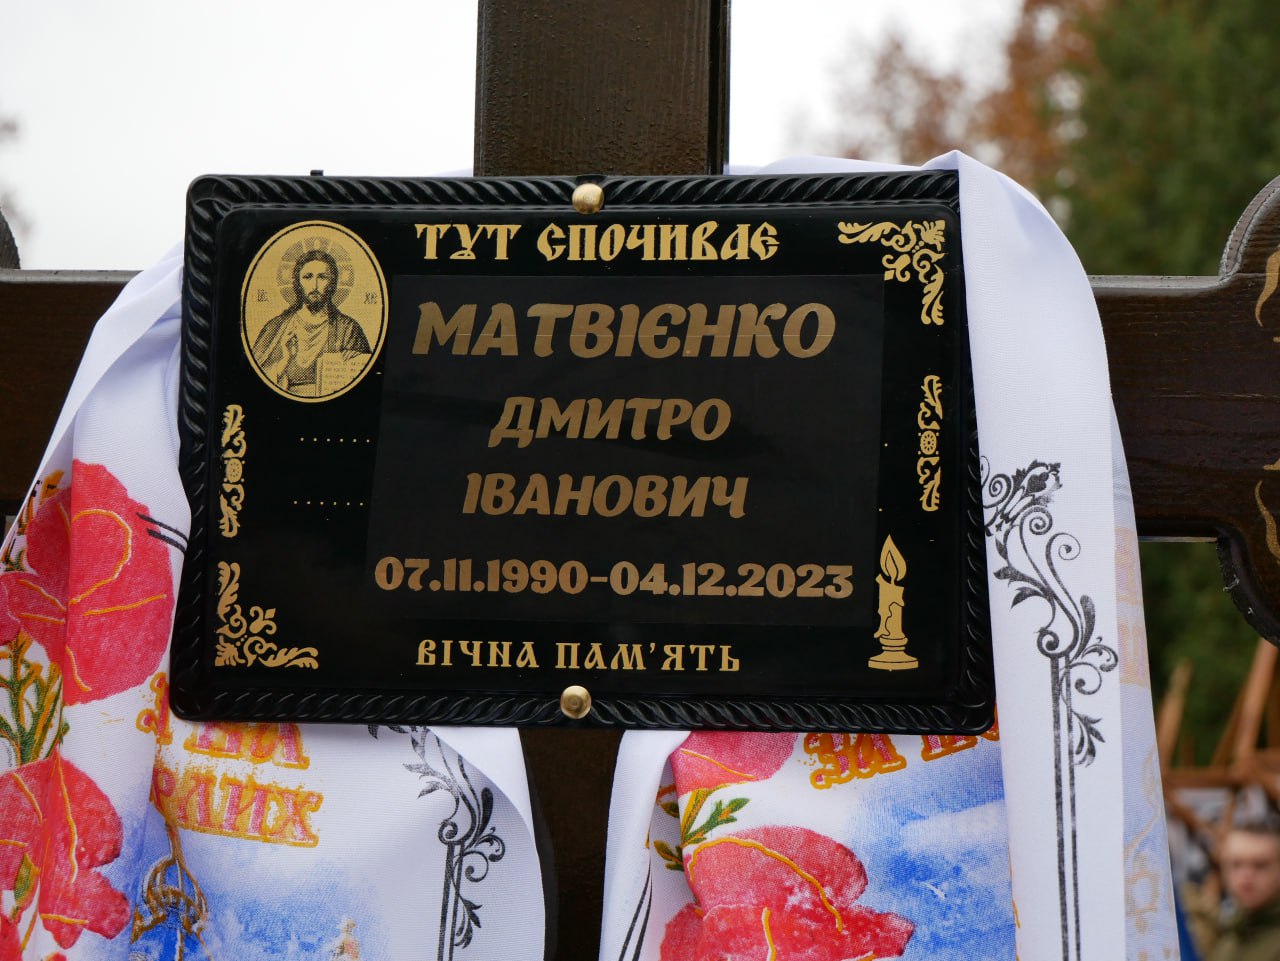 ТУТ СПОЧИВАЄ
МАТВІЄНКО
ДМИТРО
ІВАНОВИЧ
07.11.1990-04.12.2023
ВІЧНА ПАМ'ЯТЬ